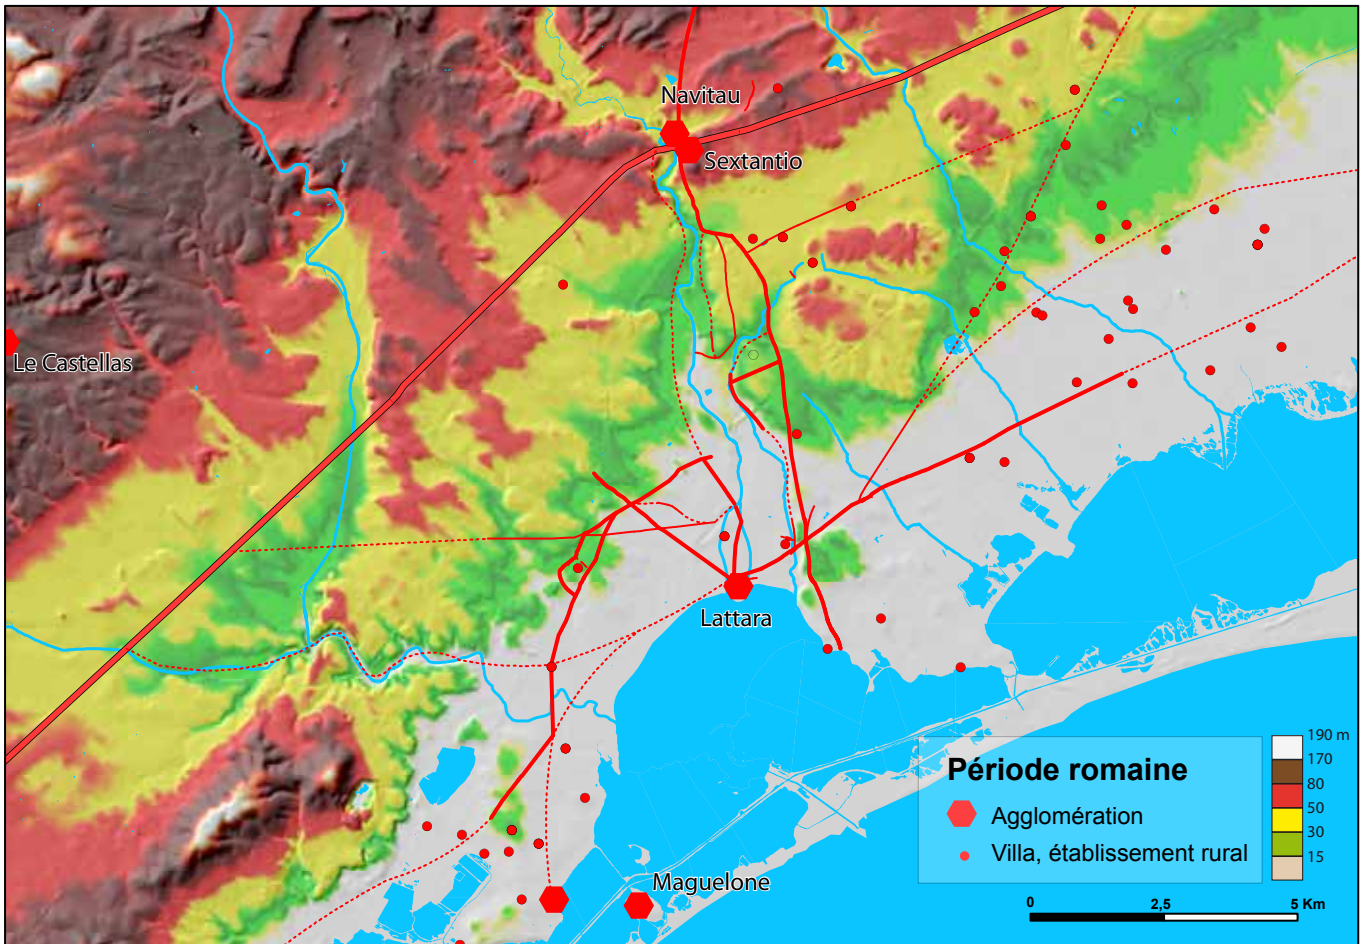 Navitau
Sextantio
Le Castellas
Lattara
Maguelone
Période romaine
Agglomération
Villa, établissement rural
190 m
170
80
50
30
15
0 2,5 5 Km